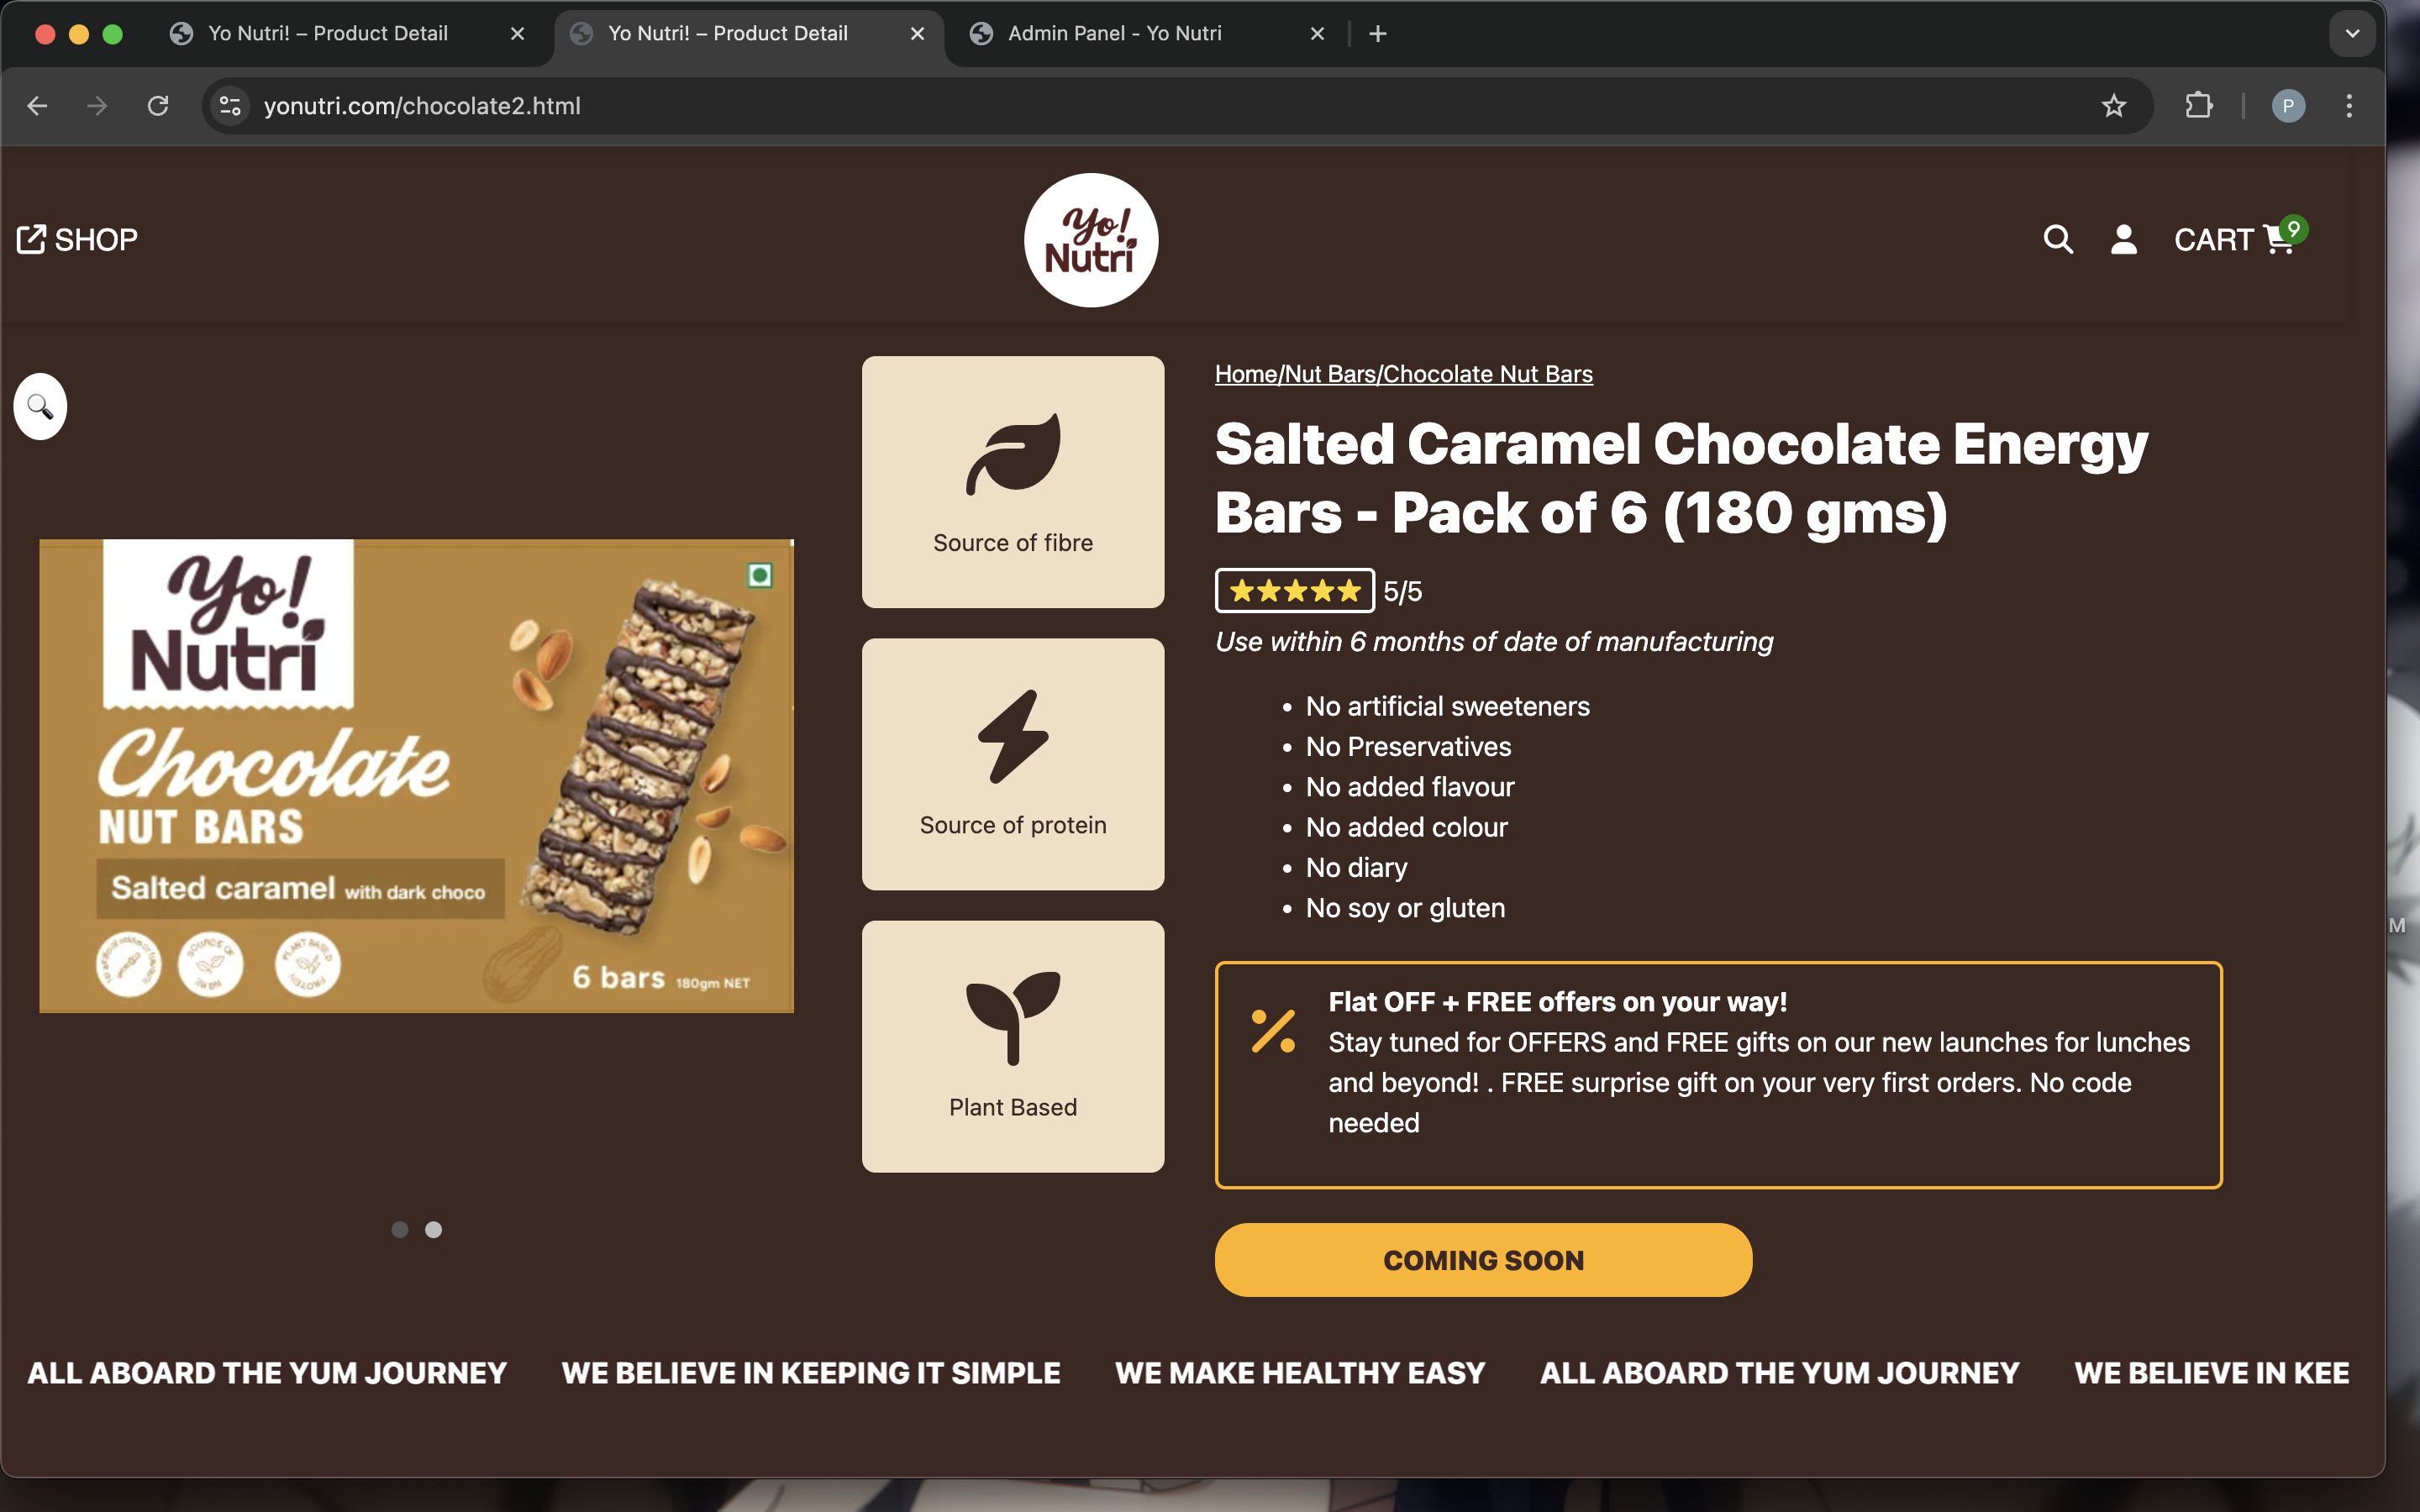 Yo Nutri! – Product Detail
Yo Nutri! – Product Detail
Admin Panel - Yo Nutri
yonutri.com/chocolate2.html
P
SHOP
Yo!
Nutri
CART
9
Yo!
Nutri
Chocolate
NUT BARS
Salted caramel with dark choco
6 bars 180gm NET
Source of fibre
Source of protein
Plant Based
Home/Nut Bars/Chocolate Nut Bars
Salted Caramel Chocolate Energy
Bars - Pack of 6 (180 gms)
5/5
Use within 6 months of date of manufacturing
• No artificial sweeteners
• No Preservatives
• No added flavour
• No added colour
• No diary
• No soy or gluten
Flat OFF + FREE offers on your way!
Stay tuned for OFFERS and FREE gifts on our new launches for lunches
and beyond! . FREE surprise gift on your very first orders. No code
needed
COMING SOON
ALL ABOARD THE YUM JOURNEY WE BELIEVE IN KEEPING IT SIMPLE WE MAKE HEALTHY EASY ALL ABOARD THE YUM JOURNEY WE BELIEVE IN KEE
M